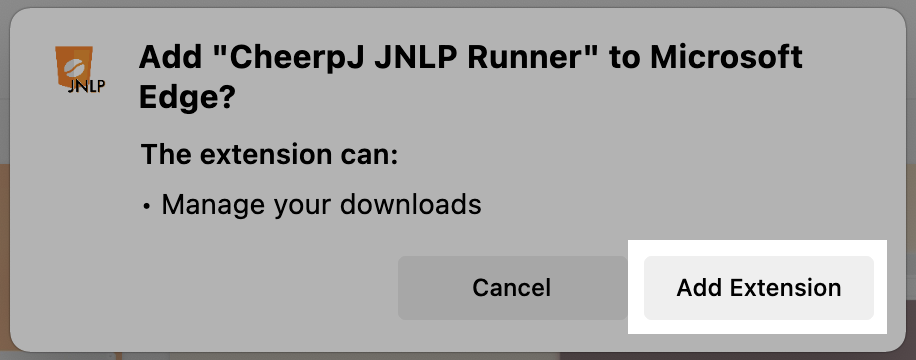 JNLP
Add "CheerpJ JNLP Runner" to Microsoft
Edge?
The extension can:
• Manage your downloads
Cancel
Add Extension